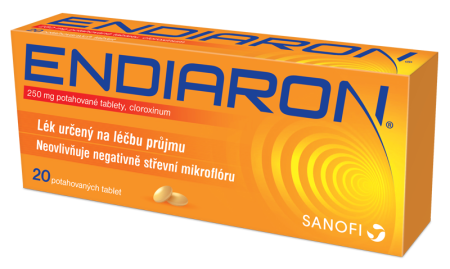 ENDIARON®
ENDIARON®
250 mg potahované tablety, cloroxinum
Lék určený na léčbu průjmu
Neovlivňuje negativně střevní mikroflóru
20 potahovaných tablet
SANOFI